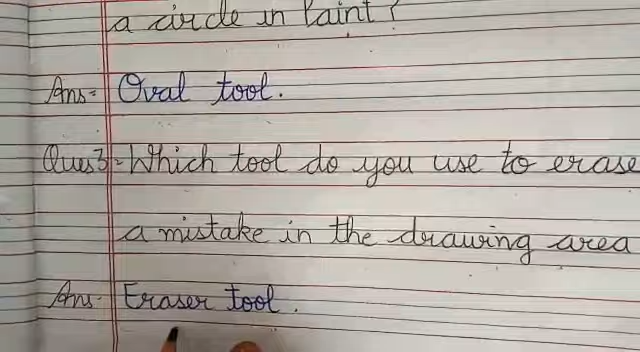 a circle in Paint?
Ans- Oval tool.
Ques3- Which tool do you use to erase
a mistake in the drawing area
Ans- Eraser tool.